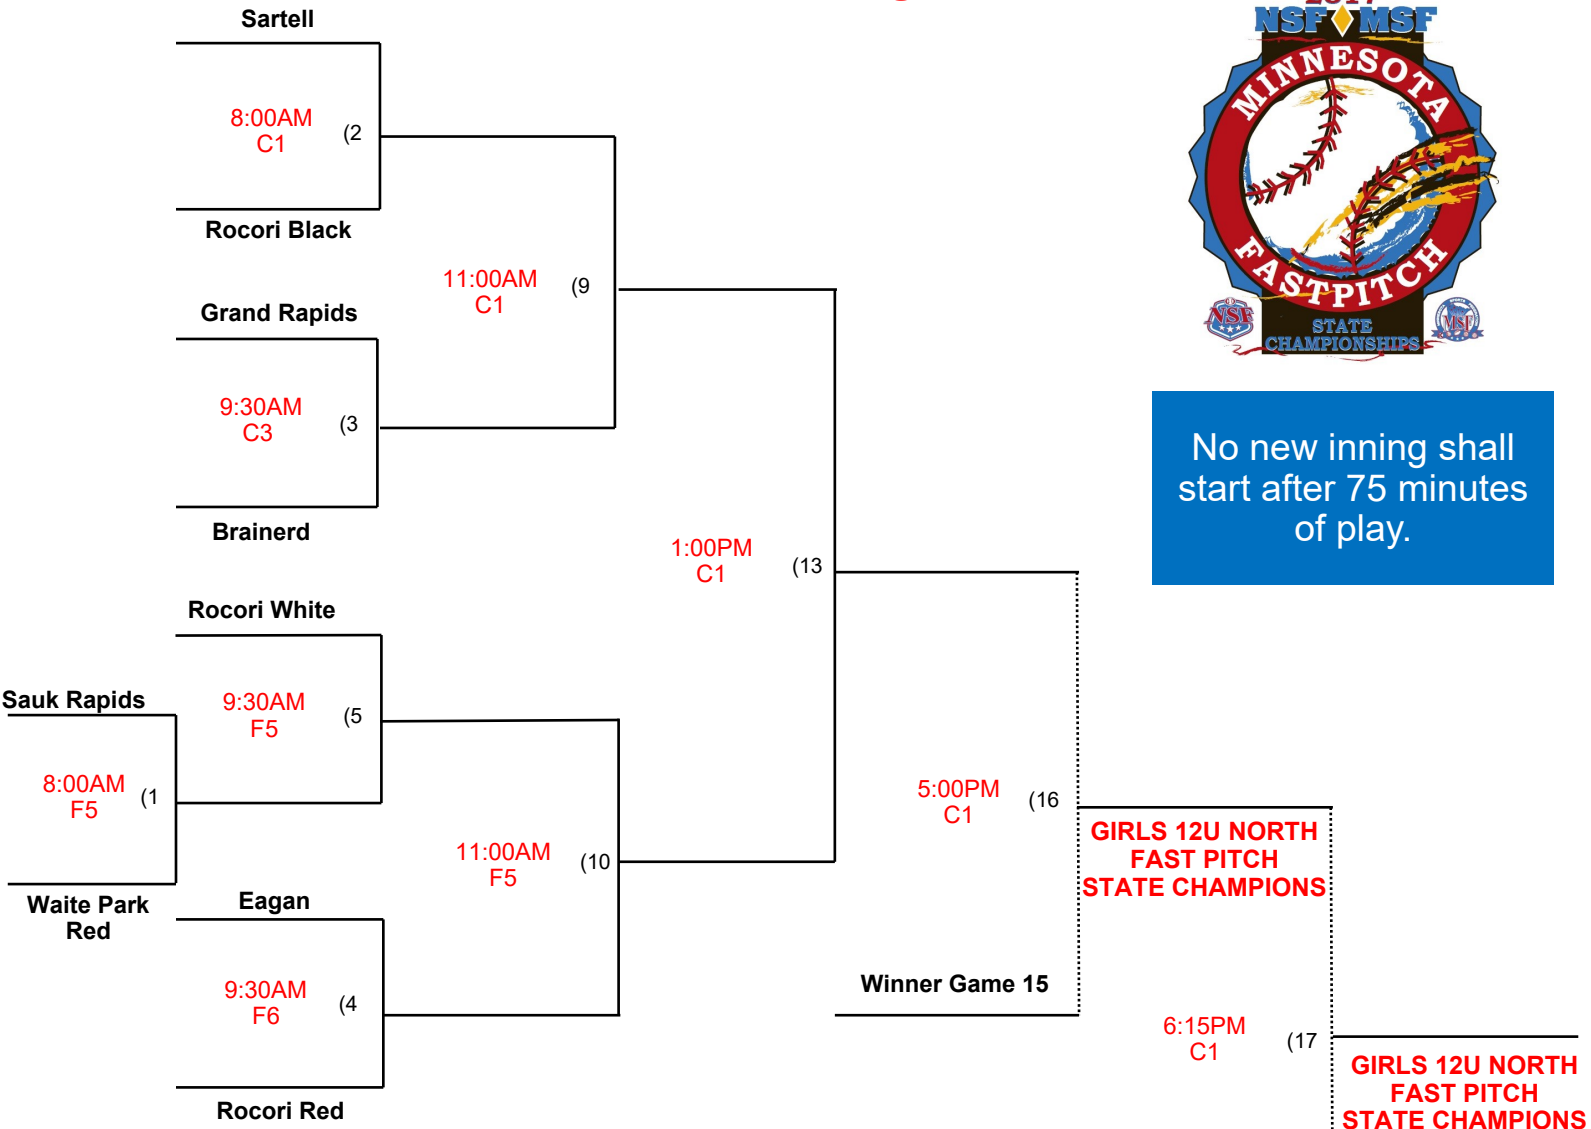 Sartell
8:00AM
C1
(2
Rocori Black
11:00AM
C1
(9
Grand Rapids
9:30AM
C3
(3
Brainerd
1:00PM
C1
(13
Rocori White
Sauk Rapids
9:30AM
F5
(5
8:00AM
F5
(1
Waite Park
Red
11:00AM
F5
(10
Eagan
9:30AM
F6
(4
Rocori Red
5:00PM
C1
(16
GIRLS 12U NORTH
FAST PITCH
STATE CHAMPIONS
Winner Game 15
6:15PM
C1
(17
GIRLS 12U NORTH
FAST PITCH
STATE CHAMPIONS
2017
NSF MSF
MINNESOTA
FASTPITCH
NSF
STATE
CHAMPIONSHIPS
MSF
No new inning shall
start after 75 minutes
of play.